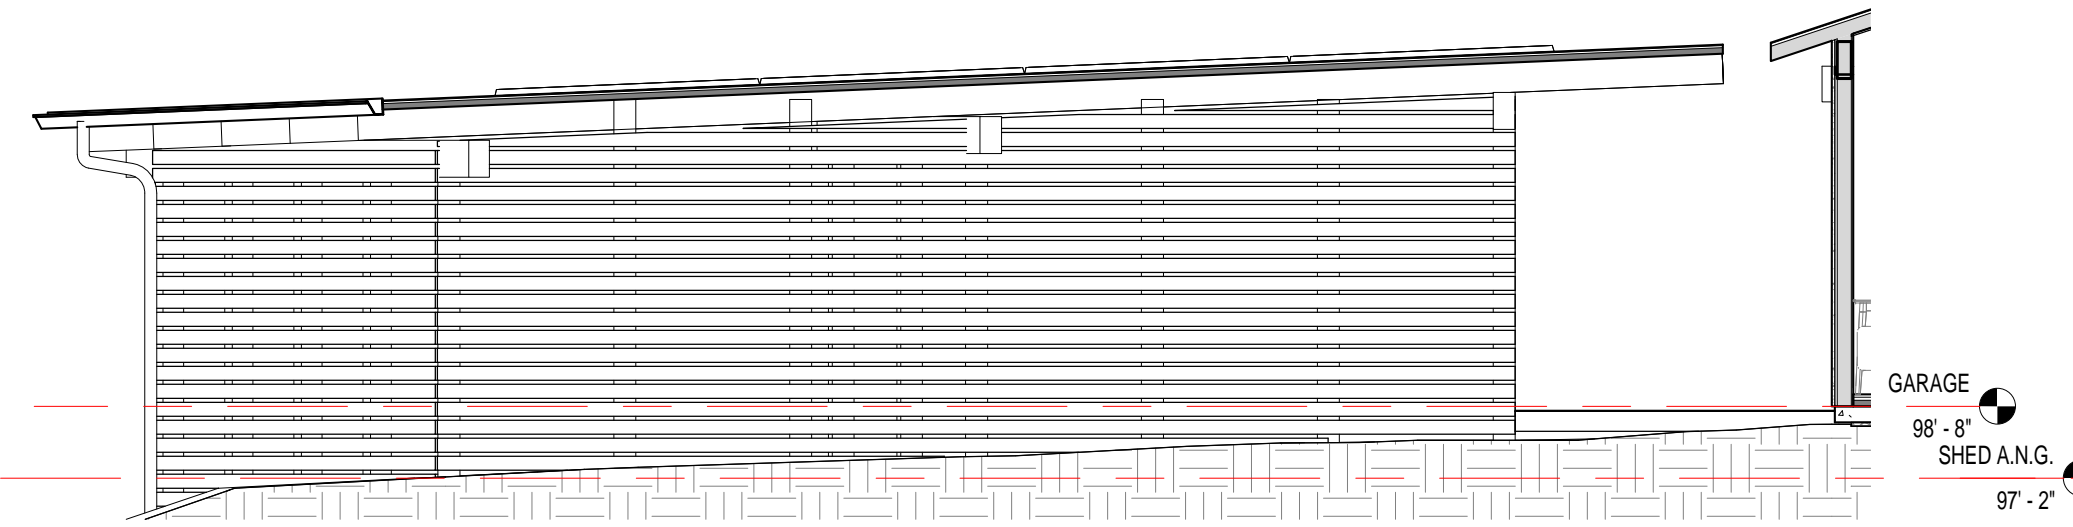 GARAGE
98' - 8"
SHED A.N.G.
97' - 2"